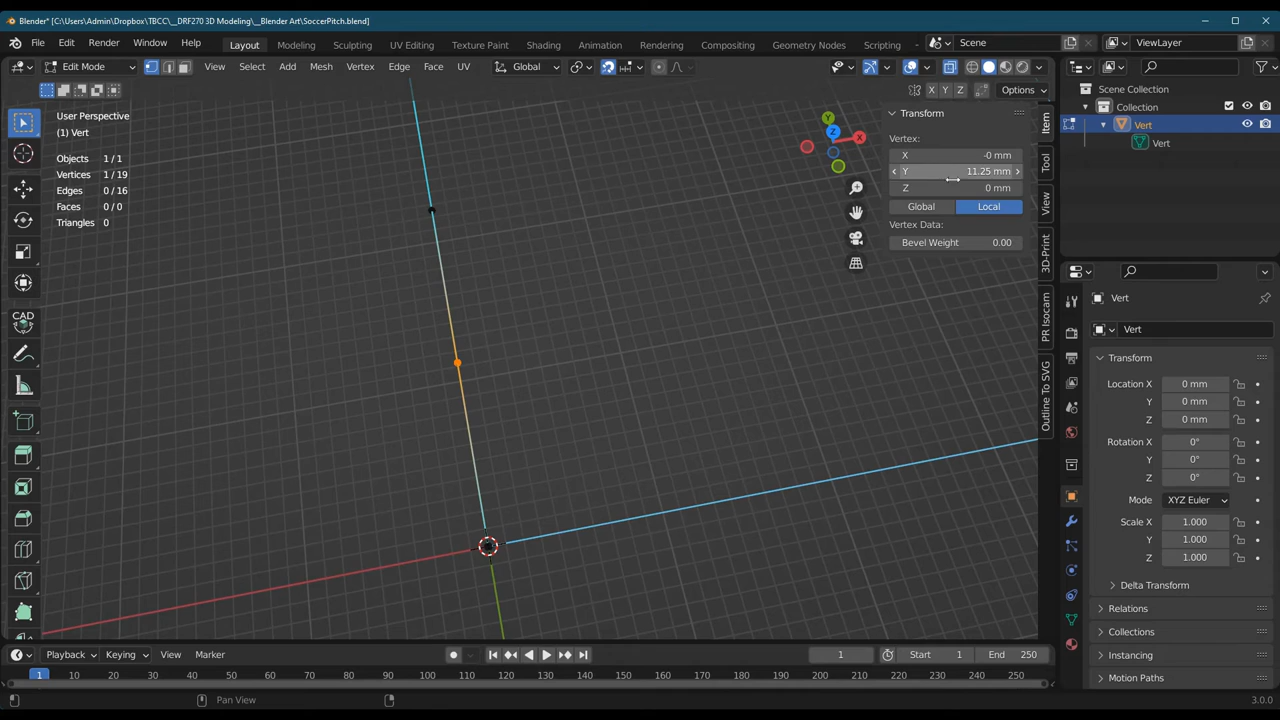 Blender* [C:\Users\Admin\Dropbox\TBCC\__DRF270 3D Modeling\__Blender Art\SoccerPitch.blend]
File Edit Render Window Help Layout Modeling Sculpting UV Editing Texture Paint Shading Animation Rendering Compositing Geometry Nodes Scripting Scene ViewLayer
Edit Mode View Select Add Mesh Vertex Edge Face UV Global
X Y Z Options
User Perspective
(1) Vert
Objects 1/1
Vertices 1/19
Edges 0/16
Faces 0/0
Triangles 0
CAD
Y
Z
X
Transform
Vertex:
X -0 mm
Y 11.25 mm
Z 0 mm
Global Local
Vertex Data:
Bevel Weight 0.00
Item
Tool
View
3D-Print
PR Isocam
Outline To SVG
Scene Collection
Collection
Vert
Vert
Vert
Vert
Transform
Location X 0 mm
Y 0 mm
Z 0 mm
Rotation X 0°
Y 0°
Z 0°
Mode XYZ Euler
Scale X 1.000
Y 1.000
Z 1.000
Delta Transform
Relations
Collections
Instancing
Motion Paths
Playback Keying View Marker 1 Start 1 End 250
1 10 20 30 40 50 60 70 80 90 100 110 120 130 140 150 160 170 180 190 200 210 220 230 240 250
Pan View 3.0.0